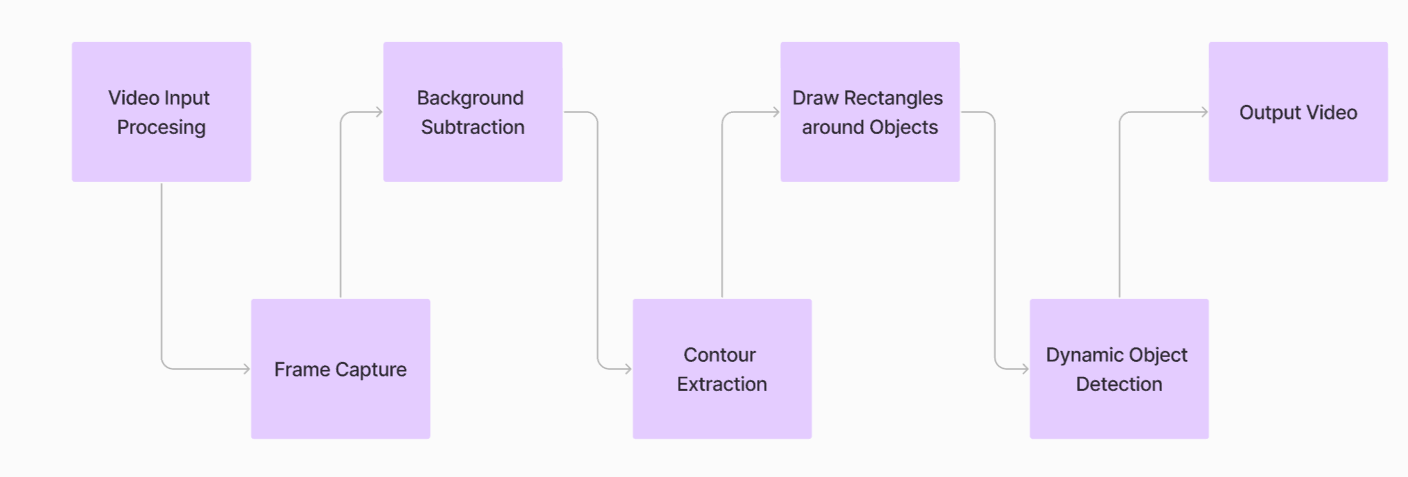 Video Input
Procesing
Frame Capture
Background
Subtraction
Contour
Extraction
Draw Rectangles
around Objects
Dynamic Object
Detection
Output Video